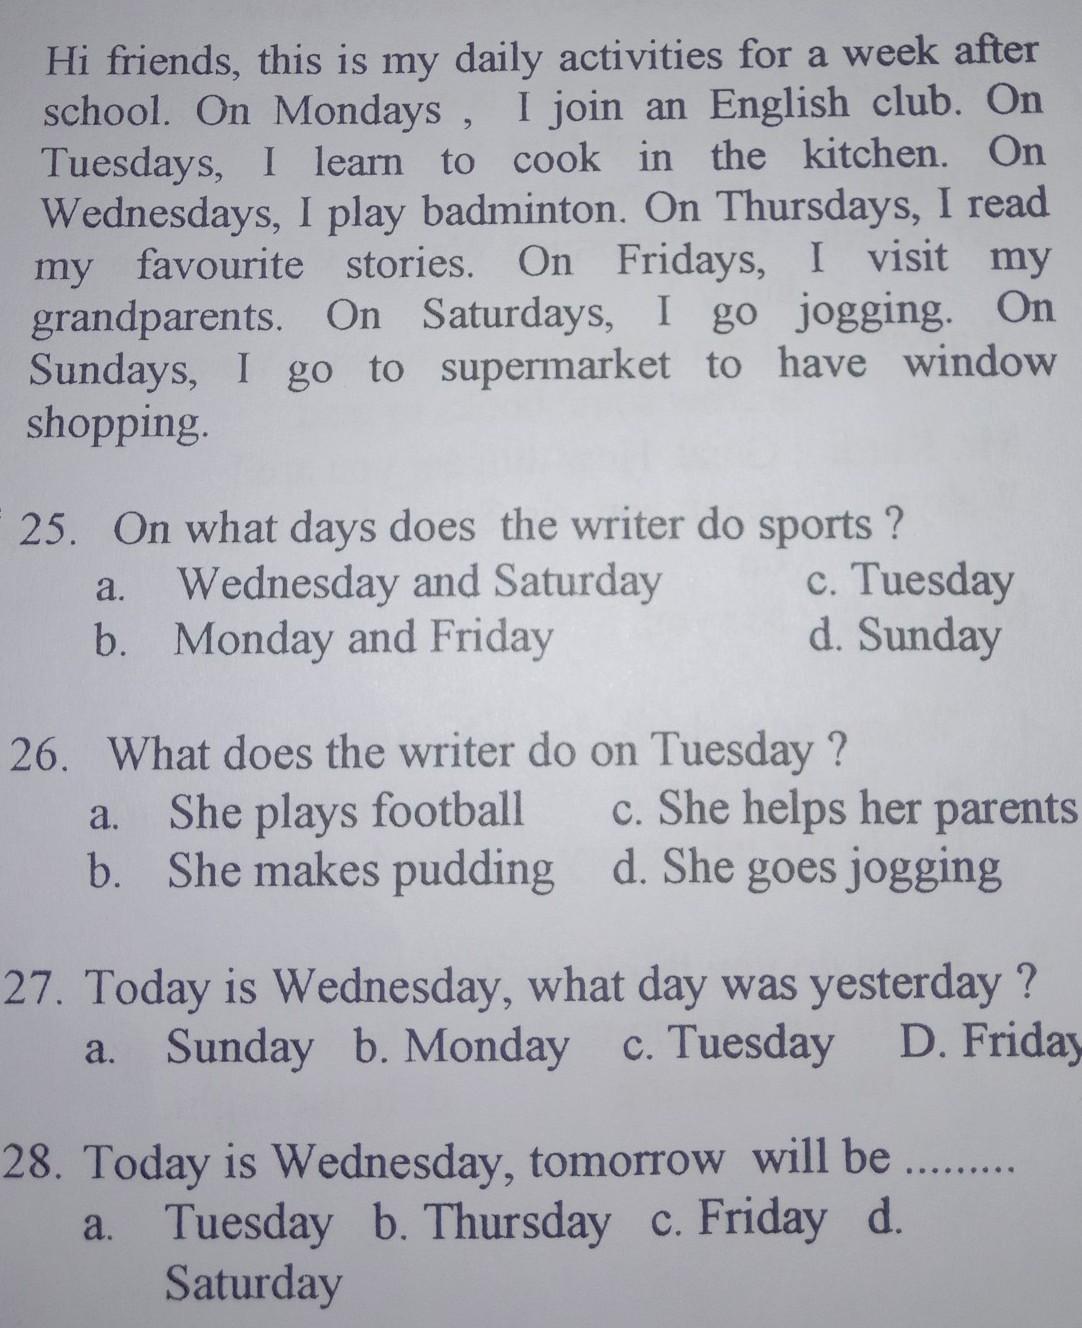 Hi friends, this is my daily activities for a week after
school. On Mondays , I join an English club. On
Tuesdays, I learn to cook in the kitchen. On
Wednesdays, I play badminton. On Thursdays, I read
my favourite stories. On Fridays, I visit my
grandparents. On Saturdays, I go jogging. On
Sundays, I go to supermarket to have window
shopping.
25. On what days does the writer do sports ?
a. Wednesday and Saturday c. Tuesday
b. Monday and Friday d. Sunday
26. What does the writer do on Tuesday ?
a. She plays football c. She helps her parents
b. She makes pudding d. She goes jogging
27. Today is Wednesday, what day was yesterday ?
a. Sunday b. Monday c. Tuesday D. Friday
28. Today is Wednesday, tomorrow will be .........
a. Tuesday b. Thursday c. Friday d.
Saturday